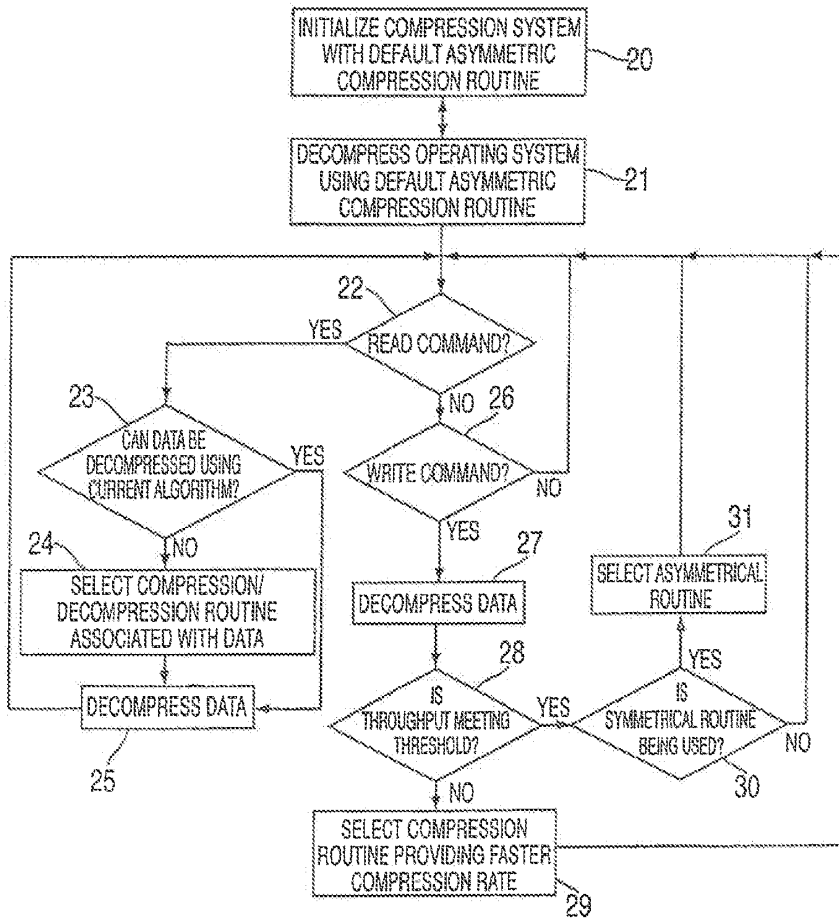 INITIALIZE COMPRESSION SYSTEM
WITH DEFAULT ASYMMETRIC
COMPRESSION ROUTINE
20
DECOMPRESS OPERATING SYSTEM
USING DEFAULT ASYMMETRIC
COMPRESSION ROUTINE
21
22
YES
READ COMMAND?
NO
23
CAN DATA BE
DECOMPRESSED USING
CURRENT ALGORITHM?
YES
NO
26
WRITE COMMAND?
NO
YES
24
SELECT COMPRESSION/
DECOMPRESSION ROUTINE
ASSOCIATED WITH DATA
27
DECOMPRESS DATA
31
SELECT ASYMMETRICAL
ROUTINE
DECOMPRESS DATA
25
28
IS
THROUGHPUT MEETING
THRESHOLD?
YES
YES
IS
SYMMETRICAL ROUTINE
BEING USED?
NO
30
NO
SELECT COMPRESSION
ROUTINE PROVIDING FASTER
COMPRESSION RATE
29